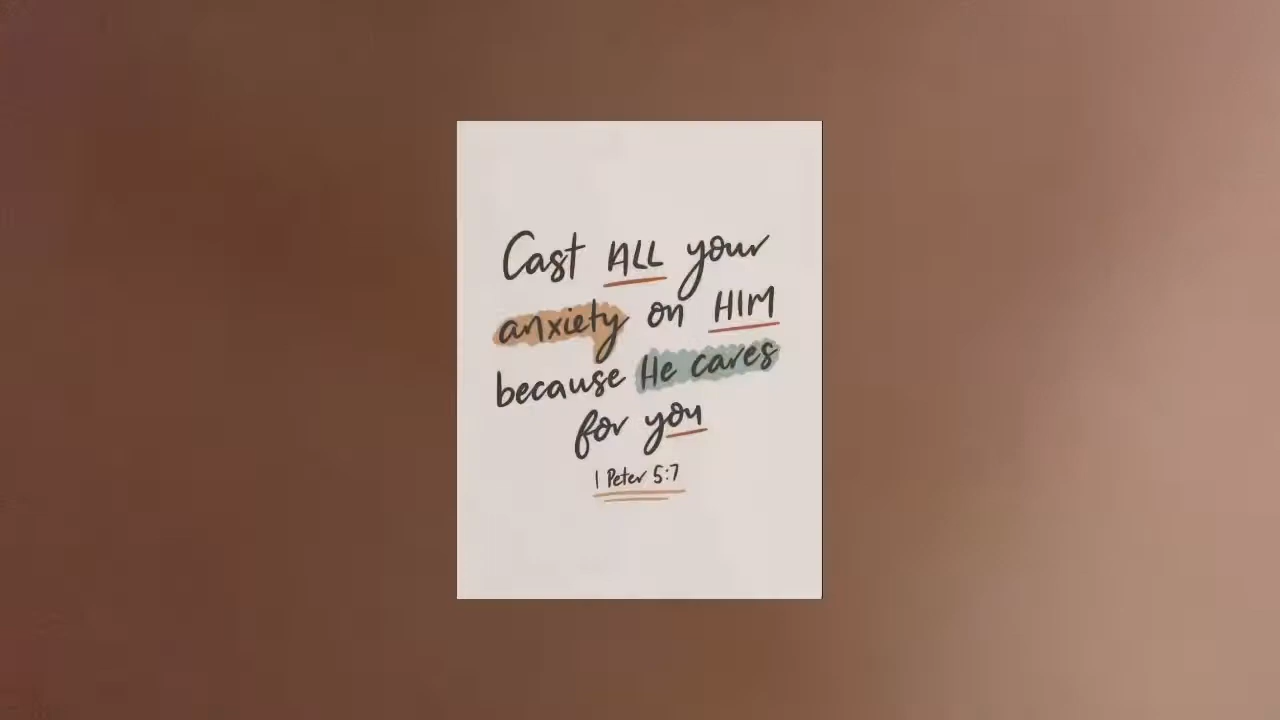 Cast ALL your
anxiety on HIM
because He cares
for you
1 Peter 5:7